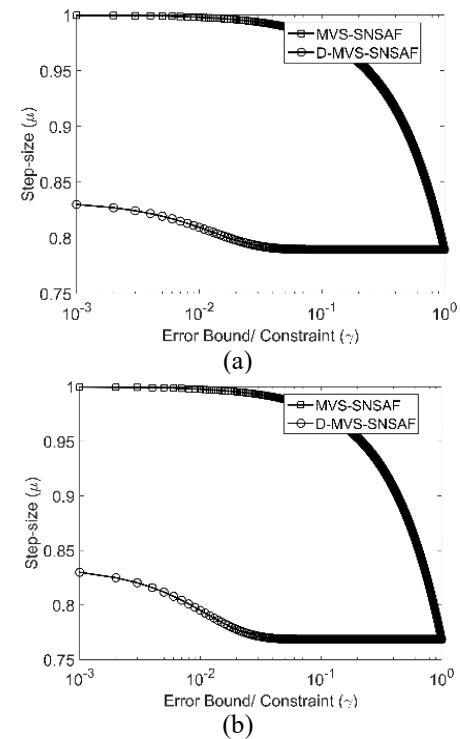 1
MVS-SNSAF
D-MVS-SNSAF
0.95
0.9
0.85
0.8
0.75
Step-size (μ)
10-3
10-2
10-1
100
Error Bound/ Constraint (γ)
(a)
1
MVS-SNSAF
D-MVS-SNSAF
0.95
0.9
0.85
0.8
0.75
Step-size (μ)
10-3
10-2
10-1
100
Error Bound/ Constraint (γ)
(b)